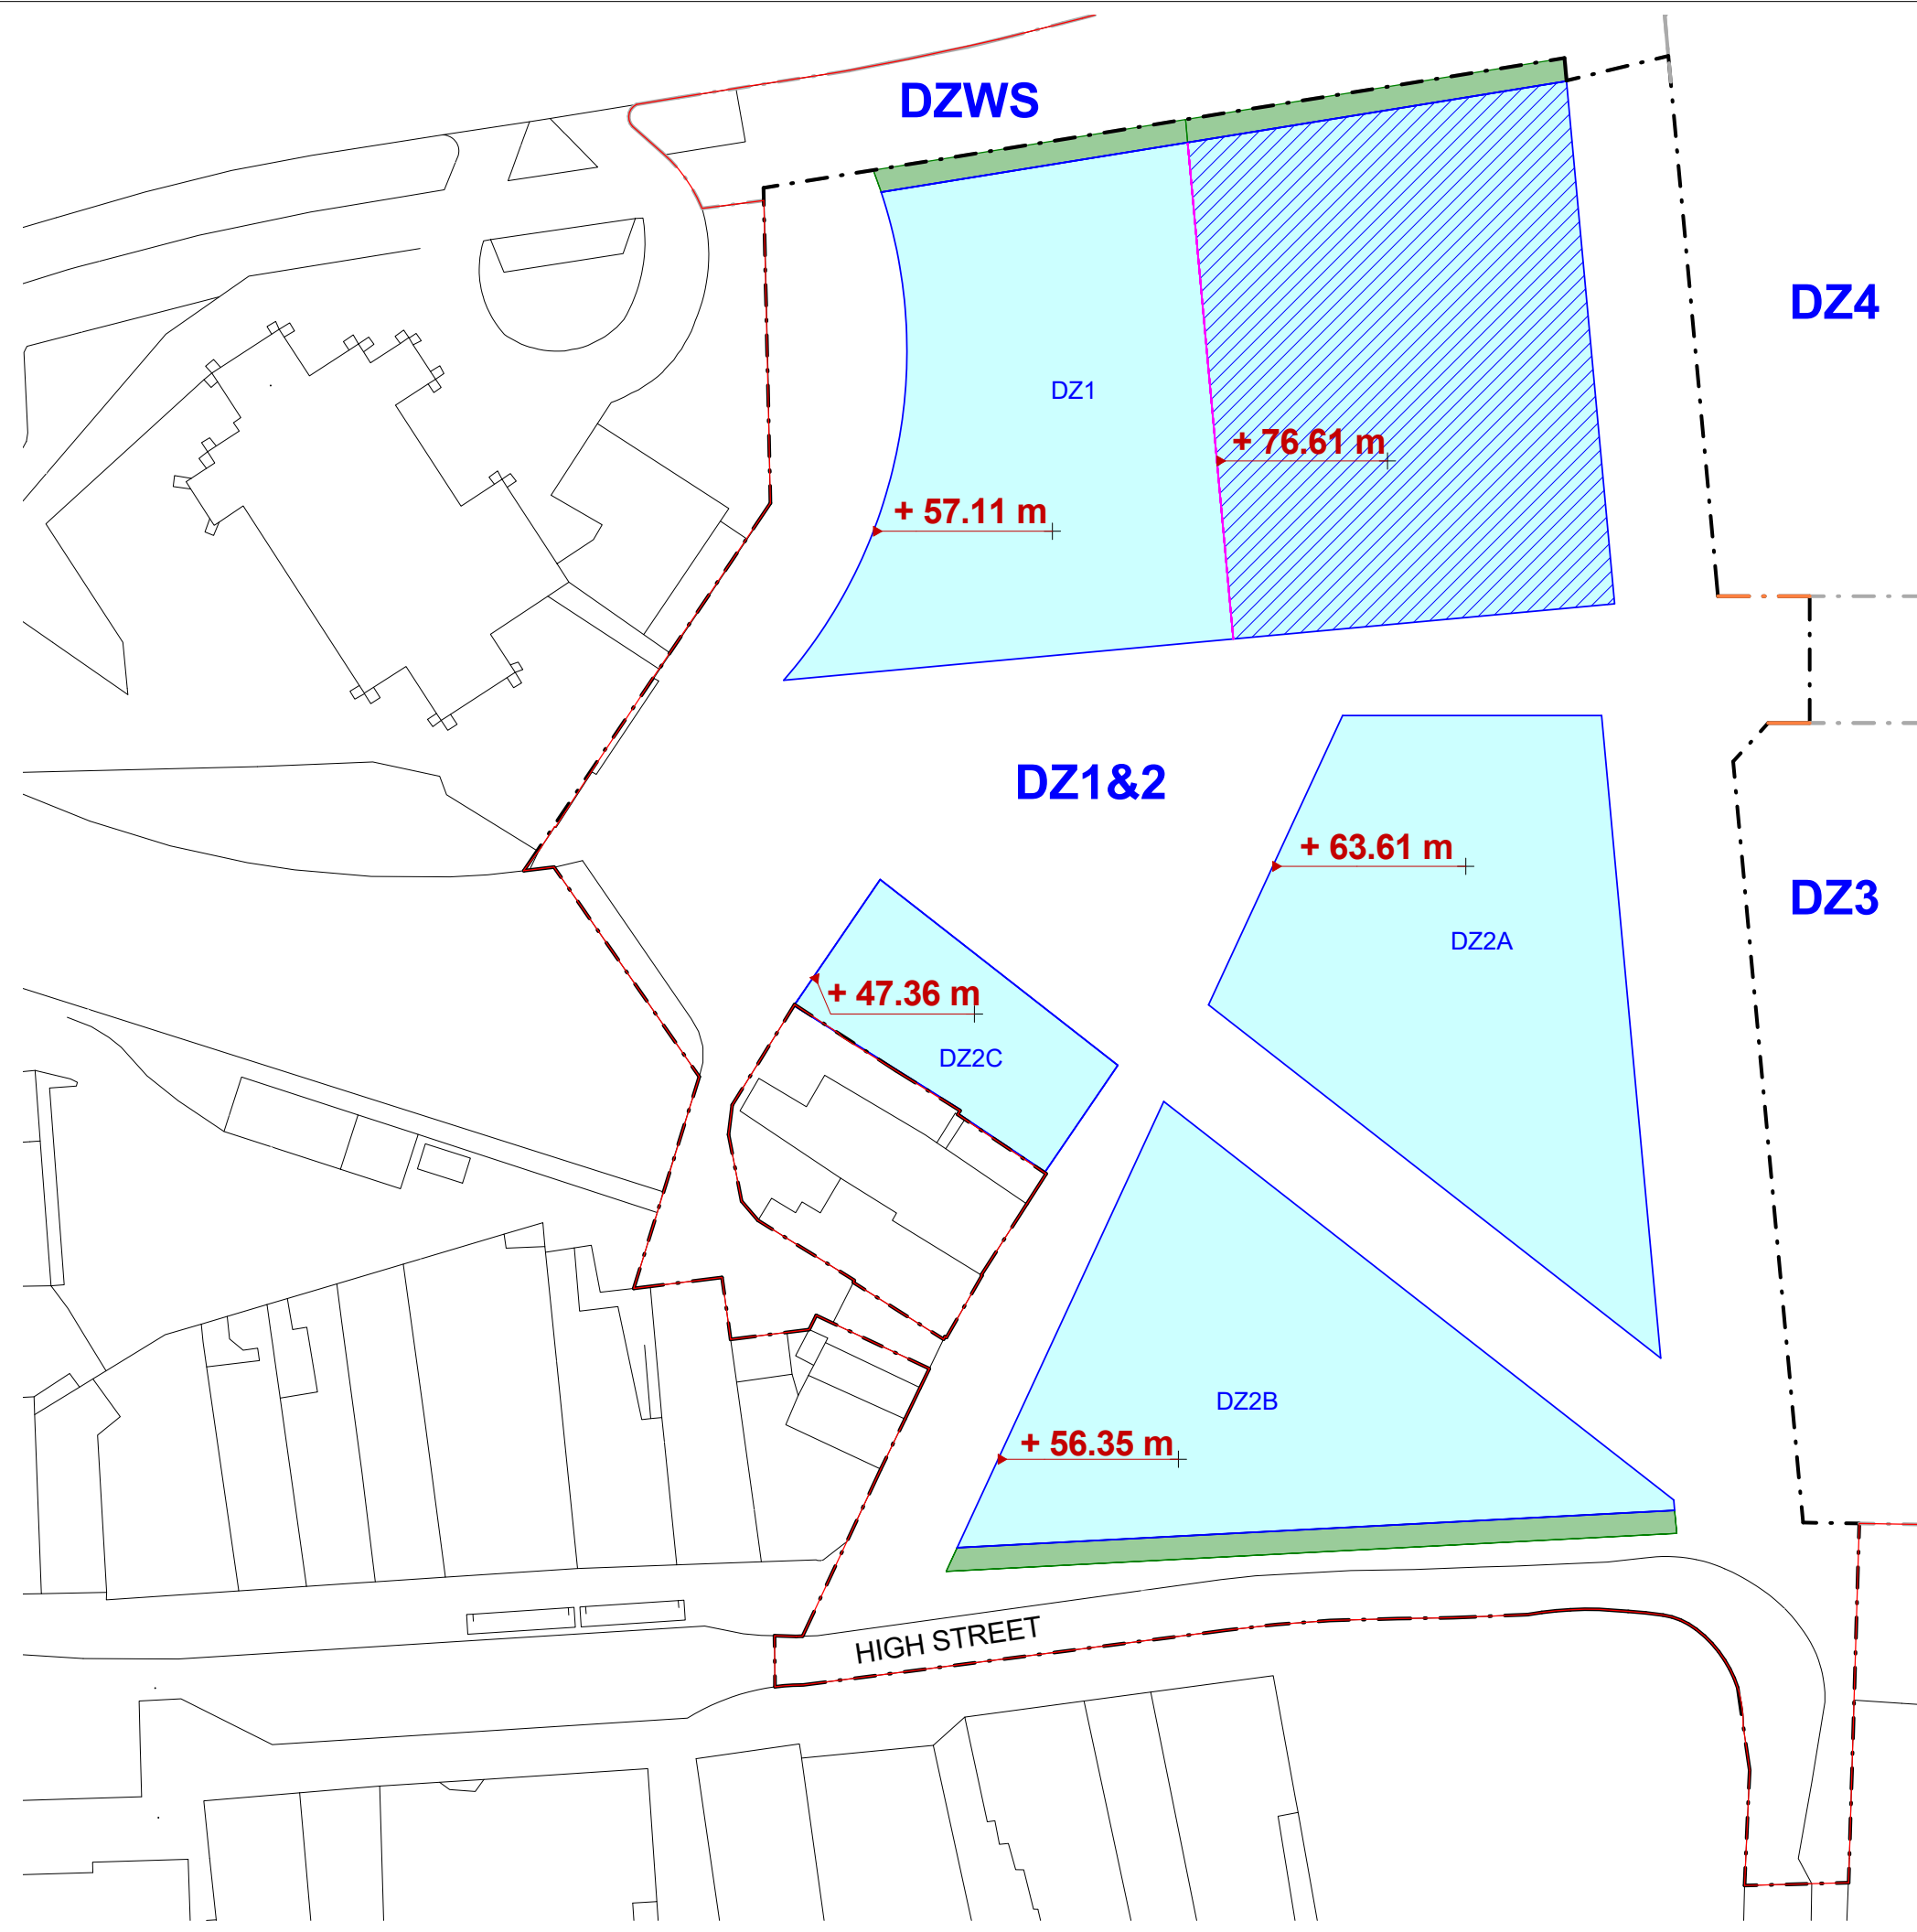 DZWS
DZ4
DZ1
+ 76.61 m
+ 57.11 m
DZ1&2
+ 63.61 m
DZ3
DZ2A
+ 47.36 m
DZ2C
DZ2B
+ 56.35 m
HIGH STREET